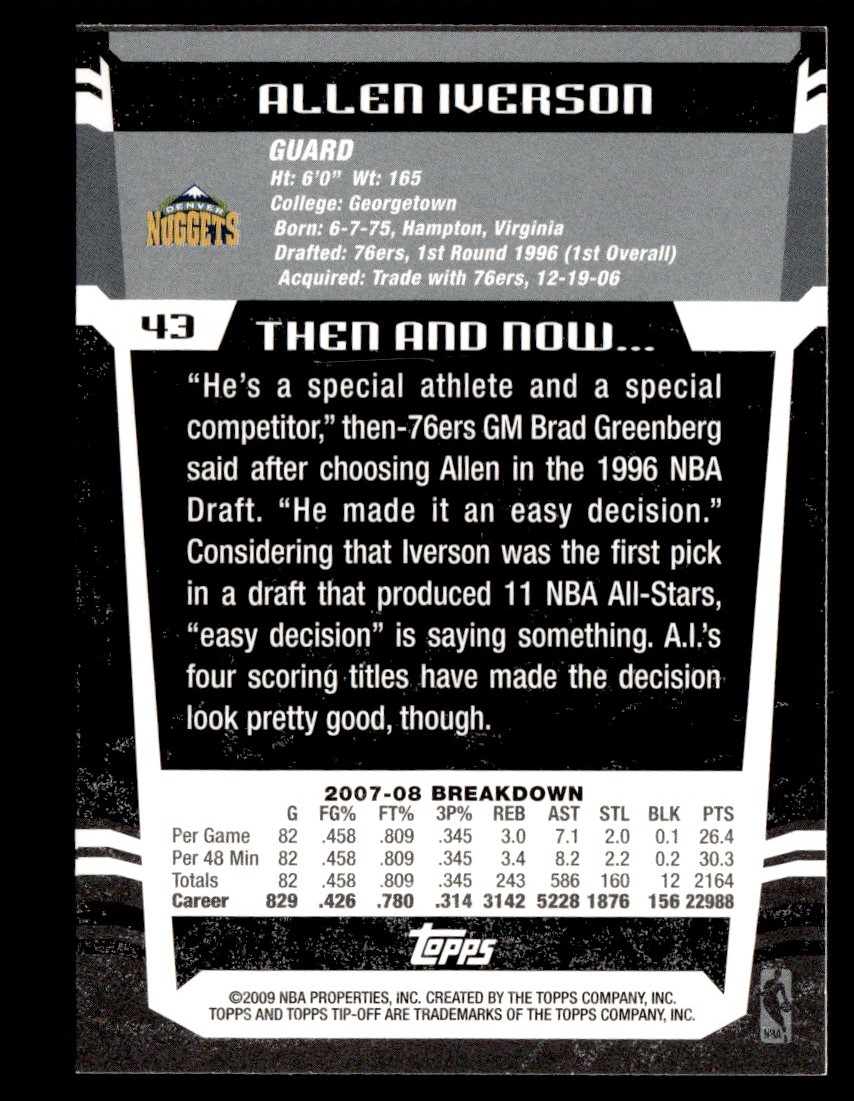 ALLEN IVERSON
GUARD
Ht: 6'0" Wt: 165
College: Georgetown
Born: 6-7-75, Hampton, Virginia
Drafted: 76ers, 1st Round 1996 (1st Overall)
Acquired: Trade with 76ers, 12-19-06
DENVER
NUGGETS
43
THEN AND NOW...
“He’s a special athlete and a special
competitor,” then-76ers GM Brad Greenberg
said after choosing Allen in the 1996 NBA
Draft. “He made it an easy decision.”
Considering that Iverson was the first pick
in a draft that produced 11 NBA All-Stars,
“easy decision” is saying something. A.I.’s
four scoring titles have made the decision
look pretty good, though.
2007-08 BREAKDOWN
G FG% FT% 3P% REB AST STL BLK PTS
Per Game 82 .458 .809 .345 3.0 7.1 2.0 0.1 26.4
Per 48 Min 82 .458 .809 .345 3.4 8.2 2.2 0.2 30.3
Totals 82 .458 .809 .345 243 586 160 12 2164
Career 829 .426 .780 .314 3142 5228 1876 156 22988
Topps
©2009 NBA PROPERTIES, INC. CREATED BY THE TOPPS COMPANY, INC.
TOPPS AND TOPPS TIP-OFF ARE TRADEMARKS OF THE TOPPS COMPANY, INC.
NBA